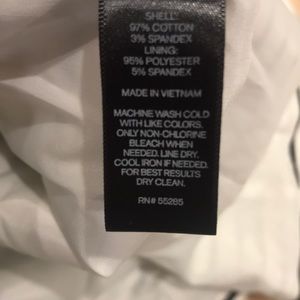 SHELL:
97% COTTON
3% SPANDEX
LINING:
95% POLYESTER
5% SPANDEX
MADE IN VIETNAM
MACHINE WASH COLD
WITH LIKE COLORS.
ONLY NON-CHLORINE
BLEACH WHEN
NEEDED. LINE DRY.
COOL IRON IF NEEDED.
FOR BEST RESULTS
DRY CLEAN.
RN# 55285